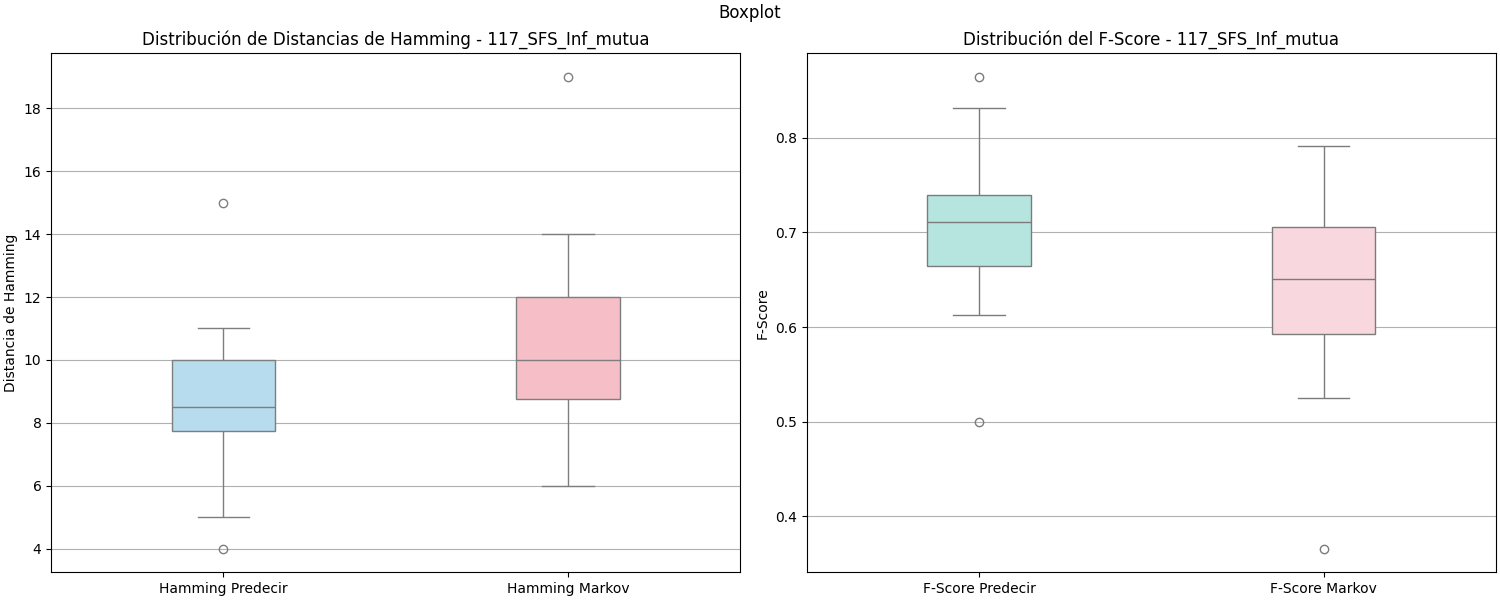 Boxplot
Distribución de Distancias de Hamming - 117_SFS_Inf_mutua
Distancia de Hamming
18
16
14
12
10
8
6
4
Hamming Predecir
Hamming Markov
Distribución del F-Score - 117_SFS_Inf_mutua
F-Score
0.8
0.7
0.6
0.5
0.4
F-Score Predecir
F-Score Markov